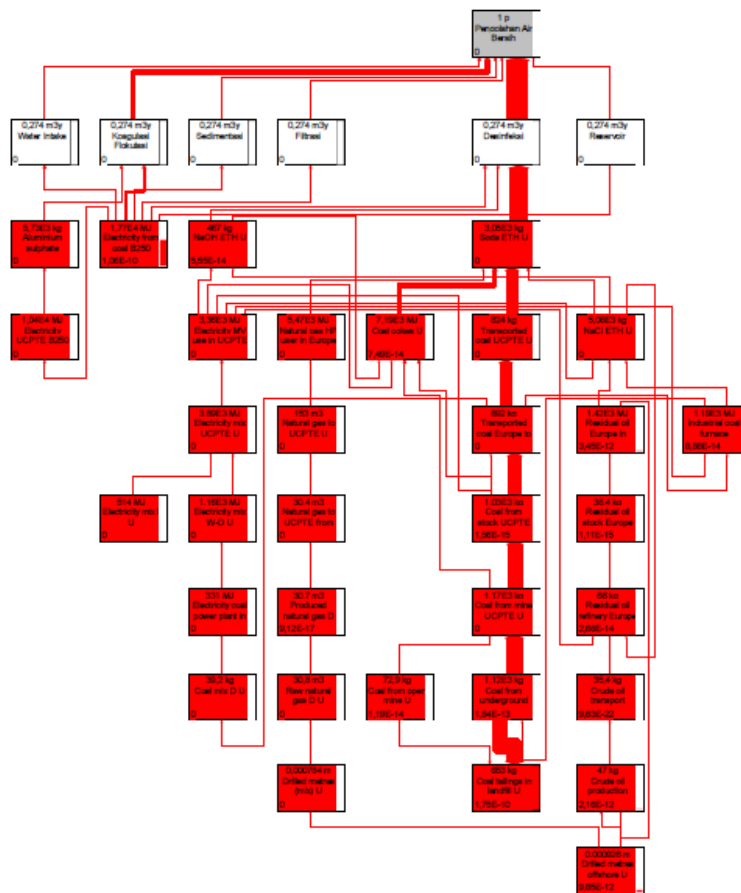 1 p
Pengolahan Air
Bersih
0
0,274 m3y
Water Intake
0
0,274 m3y
Koagulasi
Flokulasi
0
0,274 m3y
Sedimentasi
0
0,274 m3y
Filtrasi
0
0,274 m3y
Desinfeksi
0
0,274 m3y
Reservoir
0
5,73E3 kg
Aluminium
sulphate
0
1,77E4 MJ
Electricity from
coal B250
1,06E-10
467 kg
NaOH ETH U
5,55E-14
3,05E3 kg
Soda ETH U
0
1,04E4 MJ
Electricity
UCPTE B250
0
3,36E3 MJ
Electricity MV
use in UCPTE
0
5,47E3 MJ
Natural gas HP
user in Europe
0
7,19E3 MJ
Coal cokes U
7,49E-14
824 kg
Transported
coal UCPTE U
0
5,06E3 kg
NaCl ETH U
0
3,89E3 MJ
Electricity mix
UCPTE U
0
153 m3
Natural gas to
UCPTE U
0
892 kg
Transported
coal Europe to
0
1,42E3 MJ
Residual oil
Europe in
3,45E-12
1,19E3 MJ
Industrial coal
furnace
514 MJ
Electricity mix
U
0
1,16E3 MJ
Electricity mix
W-D U
0
30,4 m3
Natural gas to
UCPTE from
0
1,03E3 kg
Coal from
stock UCPTE
1,56E-15
38,4 kg
Residual oil
stock Europe
1,11E-15
331 MJ
Electricity coal
power plant in
0
30,7 m3
Produced
natural gas D
9,12E-17
1,17E3 kg
Coal from mine
UCPTE U
0
Residual oil
refinery Europe
2,88E-14
39,2 kg
Coal mix D U
0
30,8 m3
Raw natural
gas D U
0
72,9 kg
Coal from open
mine U
1,19E-14
1,12E3 kg
Coal from
underground
1,84E-13
35,4 kg
Crude oil
transport
9,83E-22
0,000784 m
Drilled metres
(mix) U
0
653 kg
Coal tailings in
landfill U
1,75E-10
47 kg
Crude oil
production
2,16E-12
0,000826 m
Drilled metres
offshore U
9,85E-12